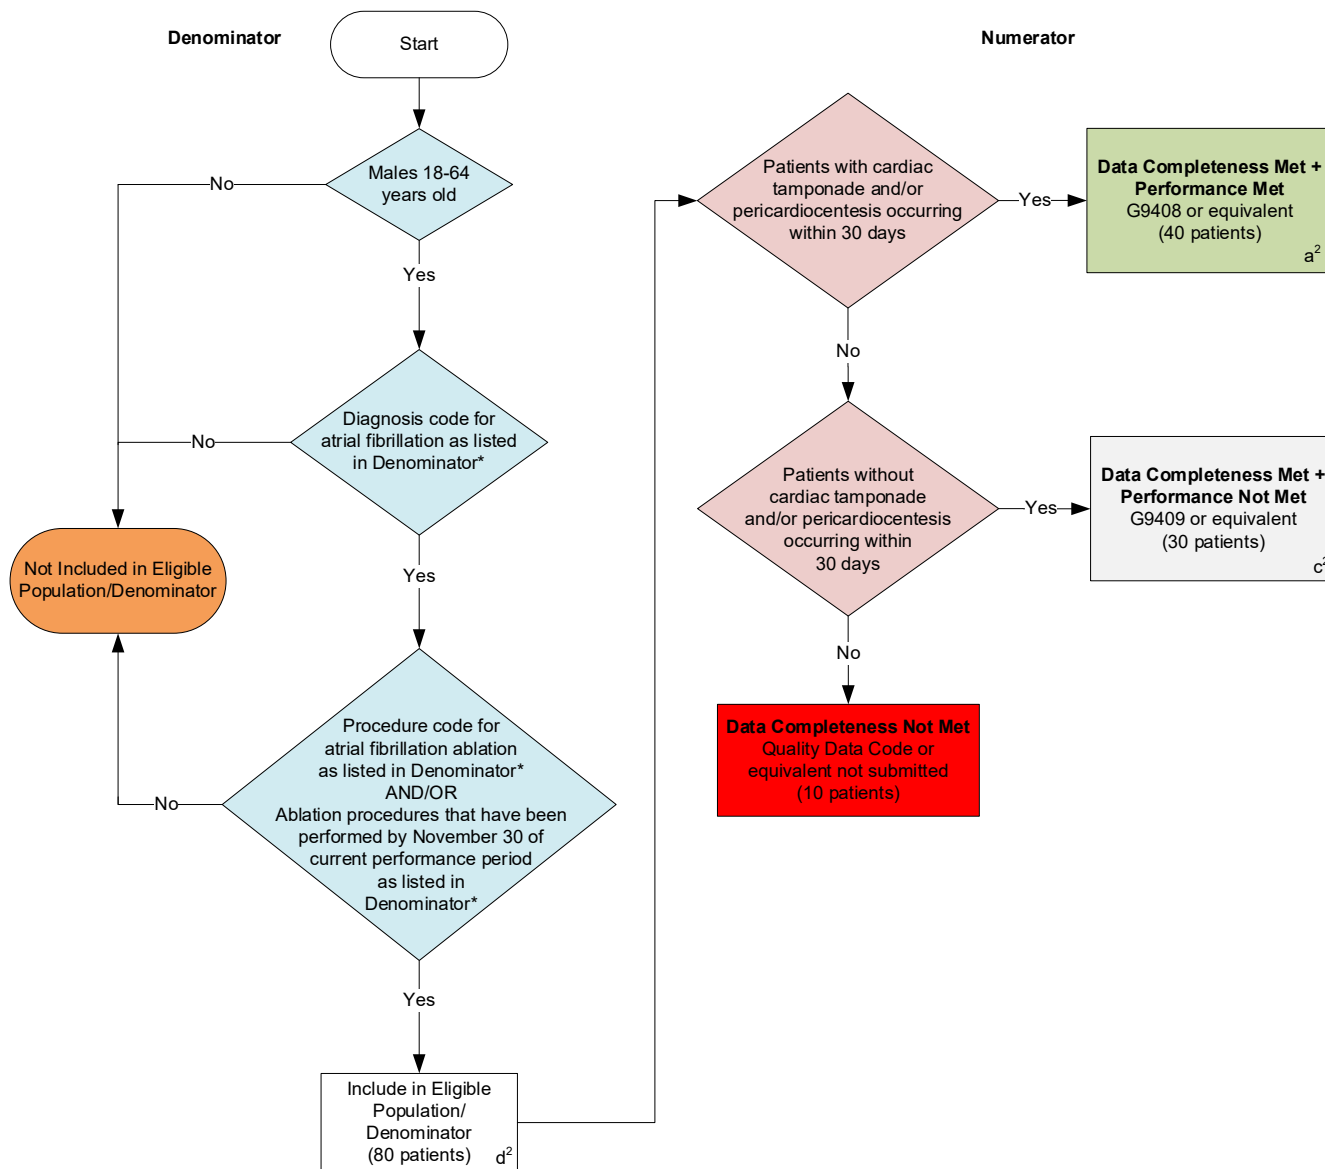 Denominator
Start
Numerator
Males 18-64
years old
No
Yes
Diagnosis code for
atrial fibrillation as listed
in Denominator*
No
Not Included in Eligible
Population/Denominator
Yes
Procedure code for
atrial fibrillation ablation
as listed in Denominator*
AND/OR
Ablation procedures that have been
performed by November 30 of
current performance period
as listed in
Denominator*
No
Yes
Include in Eligible
Population/
Denominator
(80 patients)
d²
Patients with cardiac
tamponade and/or
pericardiocentesis occurring
within 30 days
Yes
Data Completeness Met +
Performance Met
G9408 or equivalent
(40 patients)
a²
No
Patients without
cardiac tamponade
and/or pericardiocentesis
occurring within
30 days
Yes
Data Completeness Met +
Performance Not Met
G9409 or equivalent
(30 patients)
c²
No
Data Completeness Not Met
Quality Data Code or
equivalent not submitted
(10 patients)